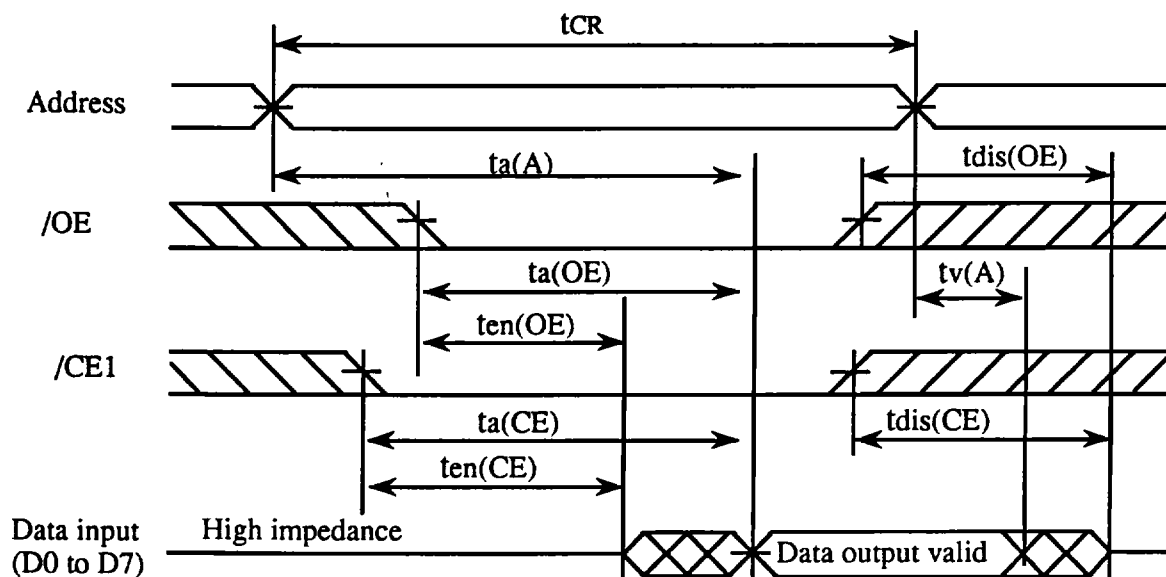 tCR
Address
ta(A)
tdis(OE)
/OE
ta(OE)
tv(A)
ten(OE)
/CE1
ta(CE)
tdis(CE)
ten(CE)
Data input
(D0 to D7)
High impedance
Data output valid